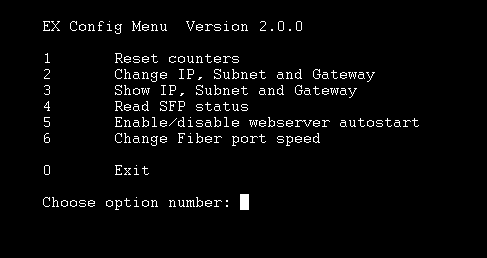 EX Config Menu  Version 2.0.0
1 Reset counters
2 Change IP, Subnet and Gateway
3 Show IP, Subnet and Gateway
4 Read SFP status
5 Enable/disable webserver autostart
6 Change Fiber port speed
0 Exit
Choose option number: